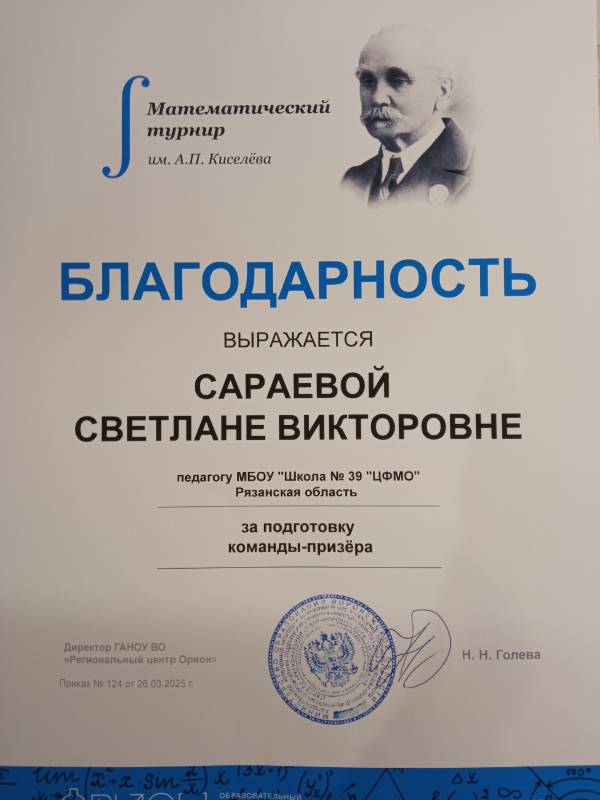 Математический
турнир
им. А.П. Киселёва
БЛАГОДАРНОСТЬ
ВЫРАЖАЕТСЯ
САРАЕВОЙ
СВЕТЛАНЕ ВИКТОРОВНЕ
педагогу МБОУ "Школа № 39 "ЦФМО"
Рязанская область
за подготовку
команды-призёра
Директор ГАНОУ ВО
«Региональный центр Орион»
Н. Н. Голева
Приказ № 124 от 26.03.2025 г.
ОБРАЗОВАТЕЛЬНЫЙ